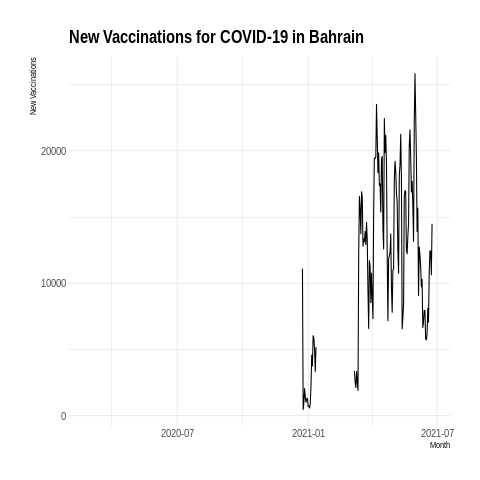 New Vaccinations for COVID-19 in Bahrain
New Vaccinations
20000
10000
0
2020-07
2021-01
2021-07
Month